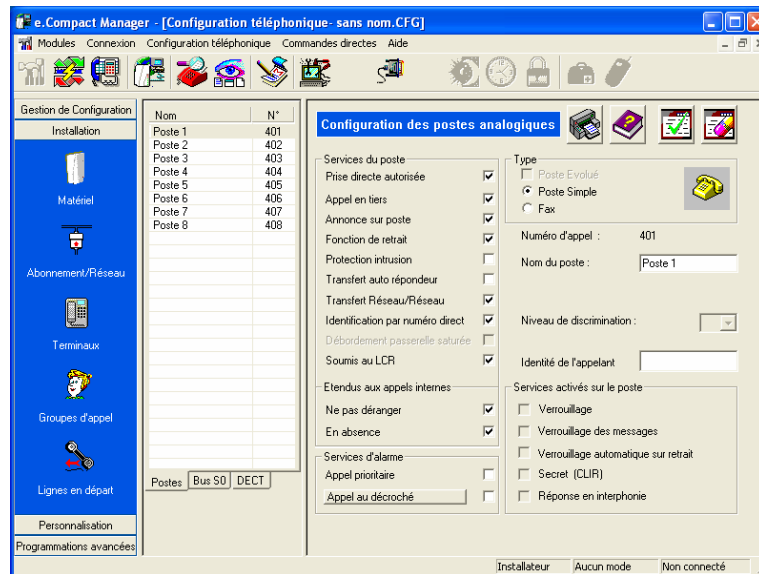 e.Compact Manager - [Configuration téléphonique- sans nom.CFG]
Modules Connexion Configuration téléphonique Commandes directes Aide
Gestion de Configuration
Installation
Matériel
Abonnement/Réseau
Terminaux
Groupes d'appel
Lignes en départ
Personnalisation
Programmations avancées
Nom N°
Poste 1 401
Poste 2 402
Poste 3 403
Poste 4 404
Poste 5 405
Poste 6 406
Poste 7 407
Poste 8 408
Postes Bus S0 DECT
Configuration des postes analogiques
Services du poste
Prise directe autorisée
Appel en tiers
Annonce sur poste
Fonction de retrait
Protection intrusion
Transfert auto répondeur
Transfert Réseau/Réseau
Identification par numéro direct
Débordement passerelle saturée
Soumis au LCR
Etendus aux appels internes
Ne pas déranger
En absence
Services d'alarme
Appel prioritaire
Appel au décroché
Type
Poste Evolué
Poste Simple
Fax
Numéro d'appel : 401
Nom du poste : Poste 1
Niveau de discrimination :
Identité de l'appelant
Services activés sur le poste
Verrouillage
Verrouillage des messages
Verrouillage automatique sur retrait
Secret (CLIR)
Réponse en interphonie
Installateur Aucun mode Non connecté